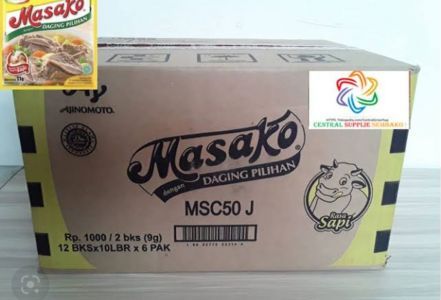 Masako
DAGING PILIHAN
AJINOMOTO®
Masako®
dengan
DAGING PILIHAN
MSC50 J
Rasa
Sapi
Rp. 1000 / 2 bks (9g)
12 BKSx10LBR x 6 PAK
CENTRAL SUPPLIE SEMBAKO